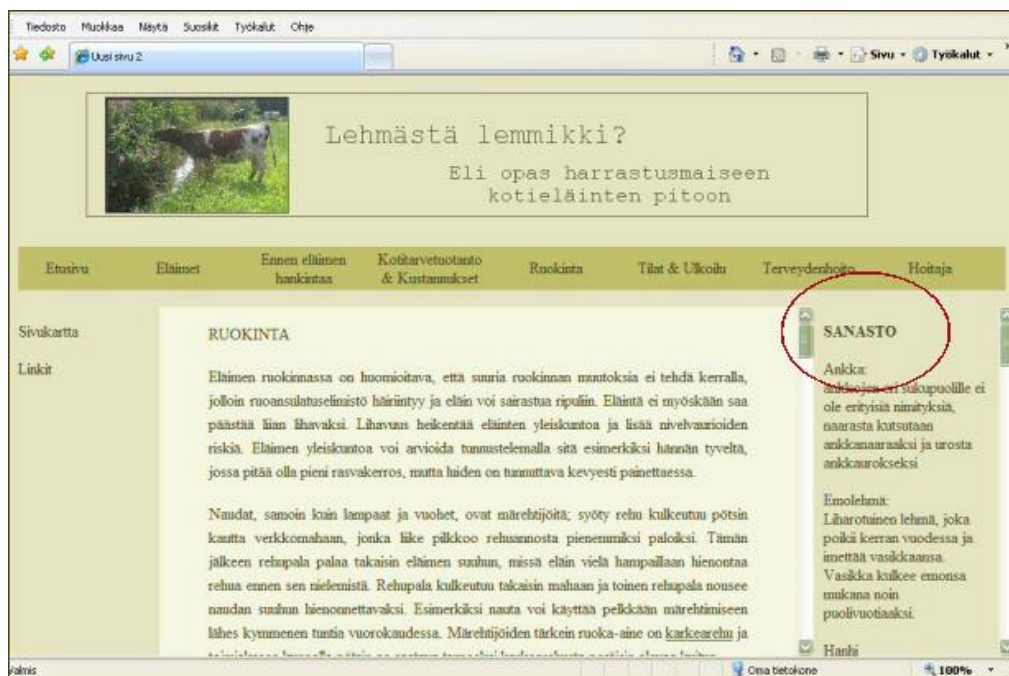 Tiedosto Muokkaa Näytä Suosikit Työkalut Ohje
Uusi sivu 2
Sivu Työkalut
Lehmästä lemmikki?
Eli opas harrastusmaiseen
kotieläinten pitoon
Etusivu
Eläimet
Ennen eläimen
hankintaa
Kotitarvetuotanto
& Kustannukset
Ruokinta
Tilat & Ulkoilu
Terveydenhoito
Hoitaja
Sivukartta
Linkit
RUOKINTA
Eläimen ruokinnassa on huomioitava, että suuria ruokinnan muutoksia ei tehdä kerralla,
jolloin ruoansulatuselimistö häiriintyy ja eläin voi sairastua ripuliin. Eläintä ei myöskään saa
päästää liian lihavaksi. Lihavuus heikentää eläinten yleiskuntoa ja lisää nivelvaurioiden
riskiä. Eläimen yleiskuntoa voi arvioida tunnustelemalla sitä esimerkiksi hännän tyveltä,
jossa pitää olla pieni rasvakerros, mutta luiden on tunnuttava kevyesti painettaessa.
Naudat, samoin kuin lampaat ja vuohet, ovat märehtijöitä; syöty rehu kulkeutuu pötsin
kautta verkkomahaan, jonka liike pilkkoo rehuannosta pienemmiksi paloiksi. Tämän
jälkeen rehupala palaa takaisin eläimen suuhun, missä eläin vielä hampaillaan hienontaa
rehua ennen sen nielemistä. Rehupala kulkeutuu takaisin mahaan ja toinen rehupala nousee
naudan suuhun hienonnettavaksi. Esimerkiksi nauta voi käyttää pelkkään märehtimiseen
lähes kymmenen tuntia vuorokaudessa. Märehtijöiden tärkein ruoka-aine on karkearehu ja
SANASTO
Ankka:
ankkojen eri sukupuolille ei
ole erityisiä nimityksiä,
naarasta kutsutaan
ankkanaaraaksi ja urosta
ankkaurokseksi
Emolehmä:
Liharotuinen lehmä, joka
poikii kerran vuodessa ja
imettää vasikkaansa.
Vasikka kulkee emonsa
mukana noin
puolivuotiaaksi.
Hanhi
Valmis
Oma tietokone
100%